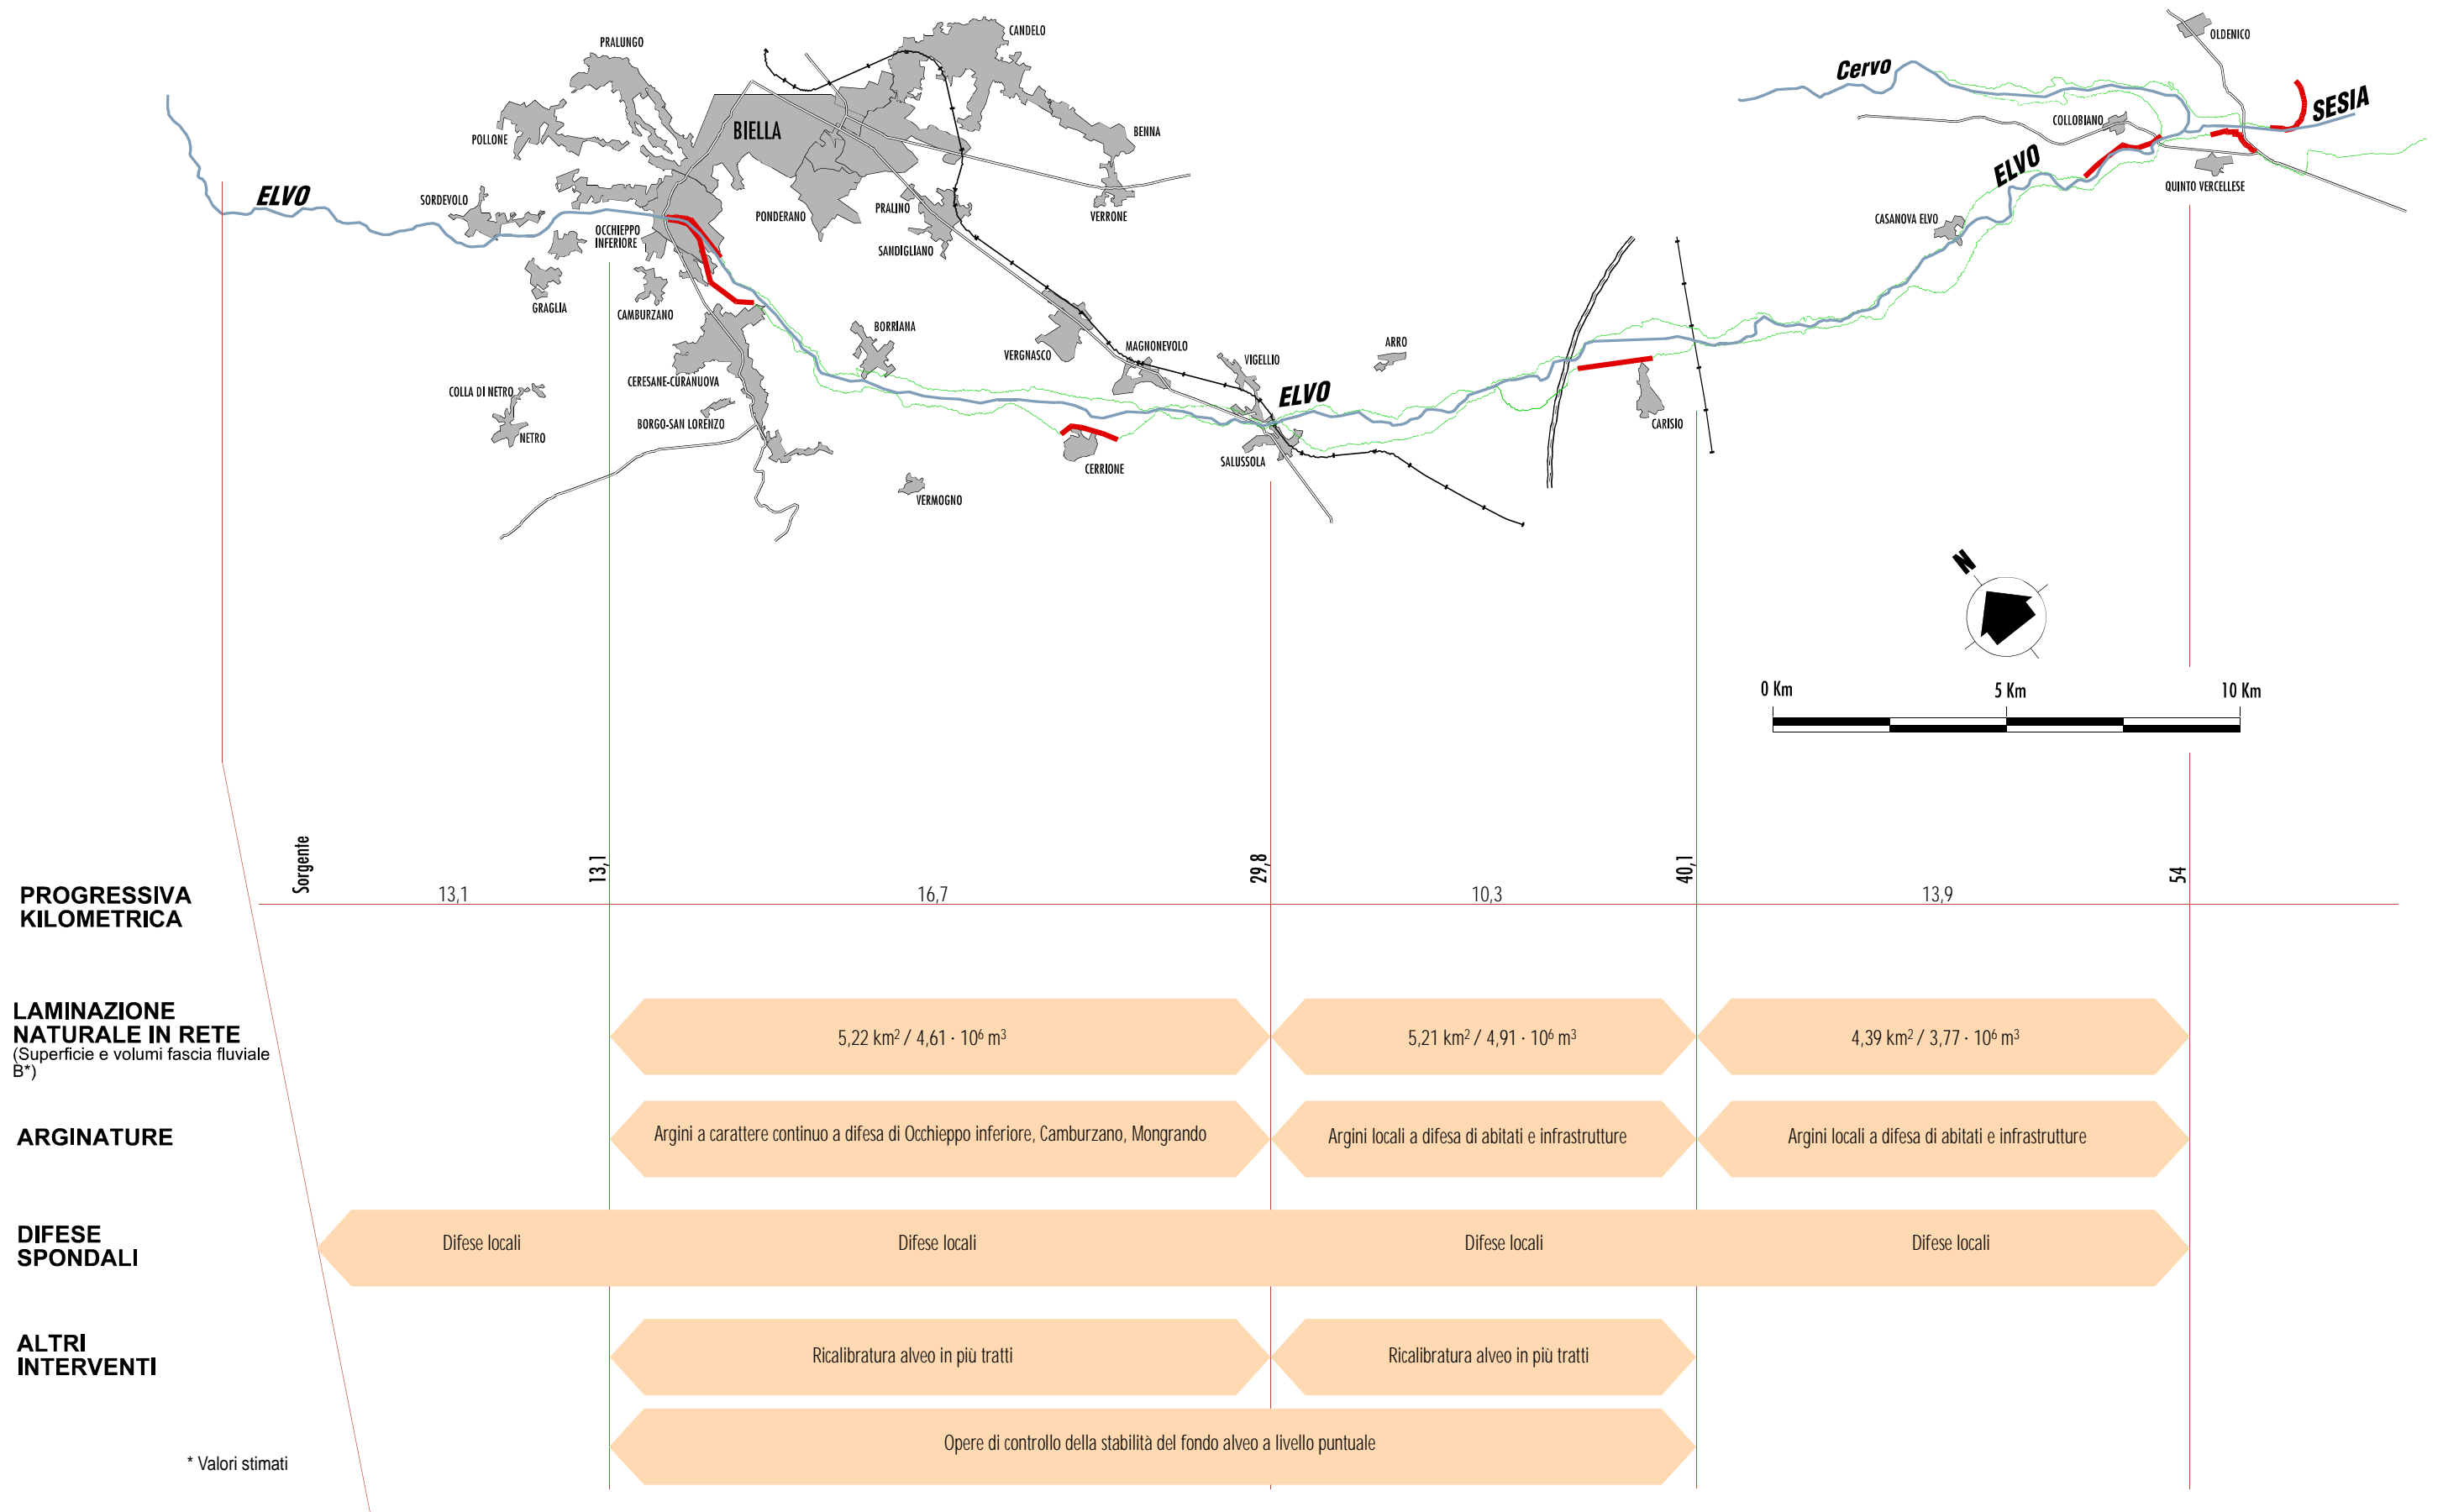 PRALUNGO
CANDELO
OLDENICO
Cervo
SESIA
POLLONE
BIELLA
BENNA
COLLOBIANO
ELVO
QUINTO VERCELLESE
ELVO
SORDEVOLO
PONDERANO
PRALINO
VERRONE
CASANOVA ELVO
OCCHIEPPO
INFERIORE
SANDIGLIANO
GRAGLIA
CAMBURZANO
BORRIANA
VERGNASCO
MAGNONEVOLO
VIGELLIO
ARRO
CERESANE-CURANUOVA
COLLA DI NETRO
ELVO
BORGO-SAN LORENZO
NETRO
CARISIO
CERRIONE
SALUSSOLA
VERMOGNO
N
0 Km
5 Km
10 Km
Sorgente
13,1
29,8
40,1
54
PROGRESSIVA
KILOMETRICA
13,1
16,7
10,3
13,9
LAMINAZIONE
NATURALE IN RETE
(Superficie e volumi fascia fluviale
B*)
5,22 km² / 4,61 · 10⁶ m³
5,21 km² / 4,91 · 10⁶ m³
4,39 km² / 3,77 · 10⁶ m³
ARGINATURE
Argini a carattere continuo a difesa di Occhieppo inferiore, Camburzano, Mongrando
Argini locali a difesa di abitati e infrastrutture
Argini locali a difesa di abitati e infrastrutture
DIFESE
SPONDALI
Difese locali
Difese locali
Difese locali
Difese locali
ALTRI
INTERVENTI
Ricalibratura alveo in più tratti
Ricalibratura alveo in più tratti
Opere di controllo della stabilità del fondo alveo a livello puntuale
* Valori stimati